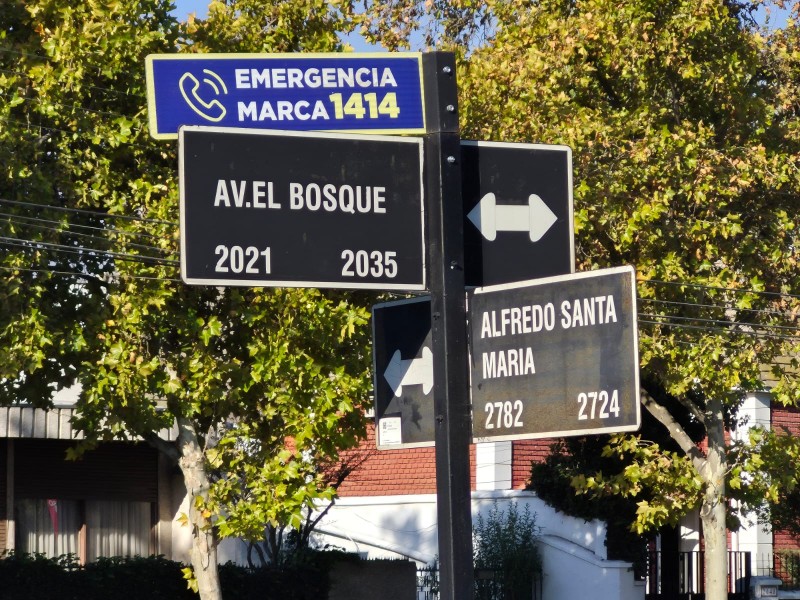 EMERGENCIA
MARCA 1414
AV.EL BOSQUE
2021 2035
ALFREDO SANTA
MARIA
2782 2724